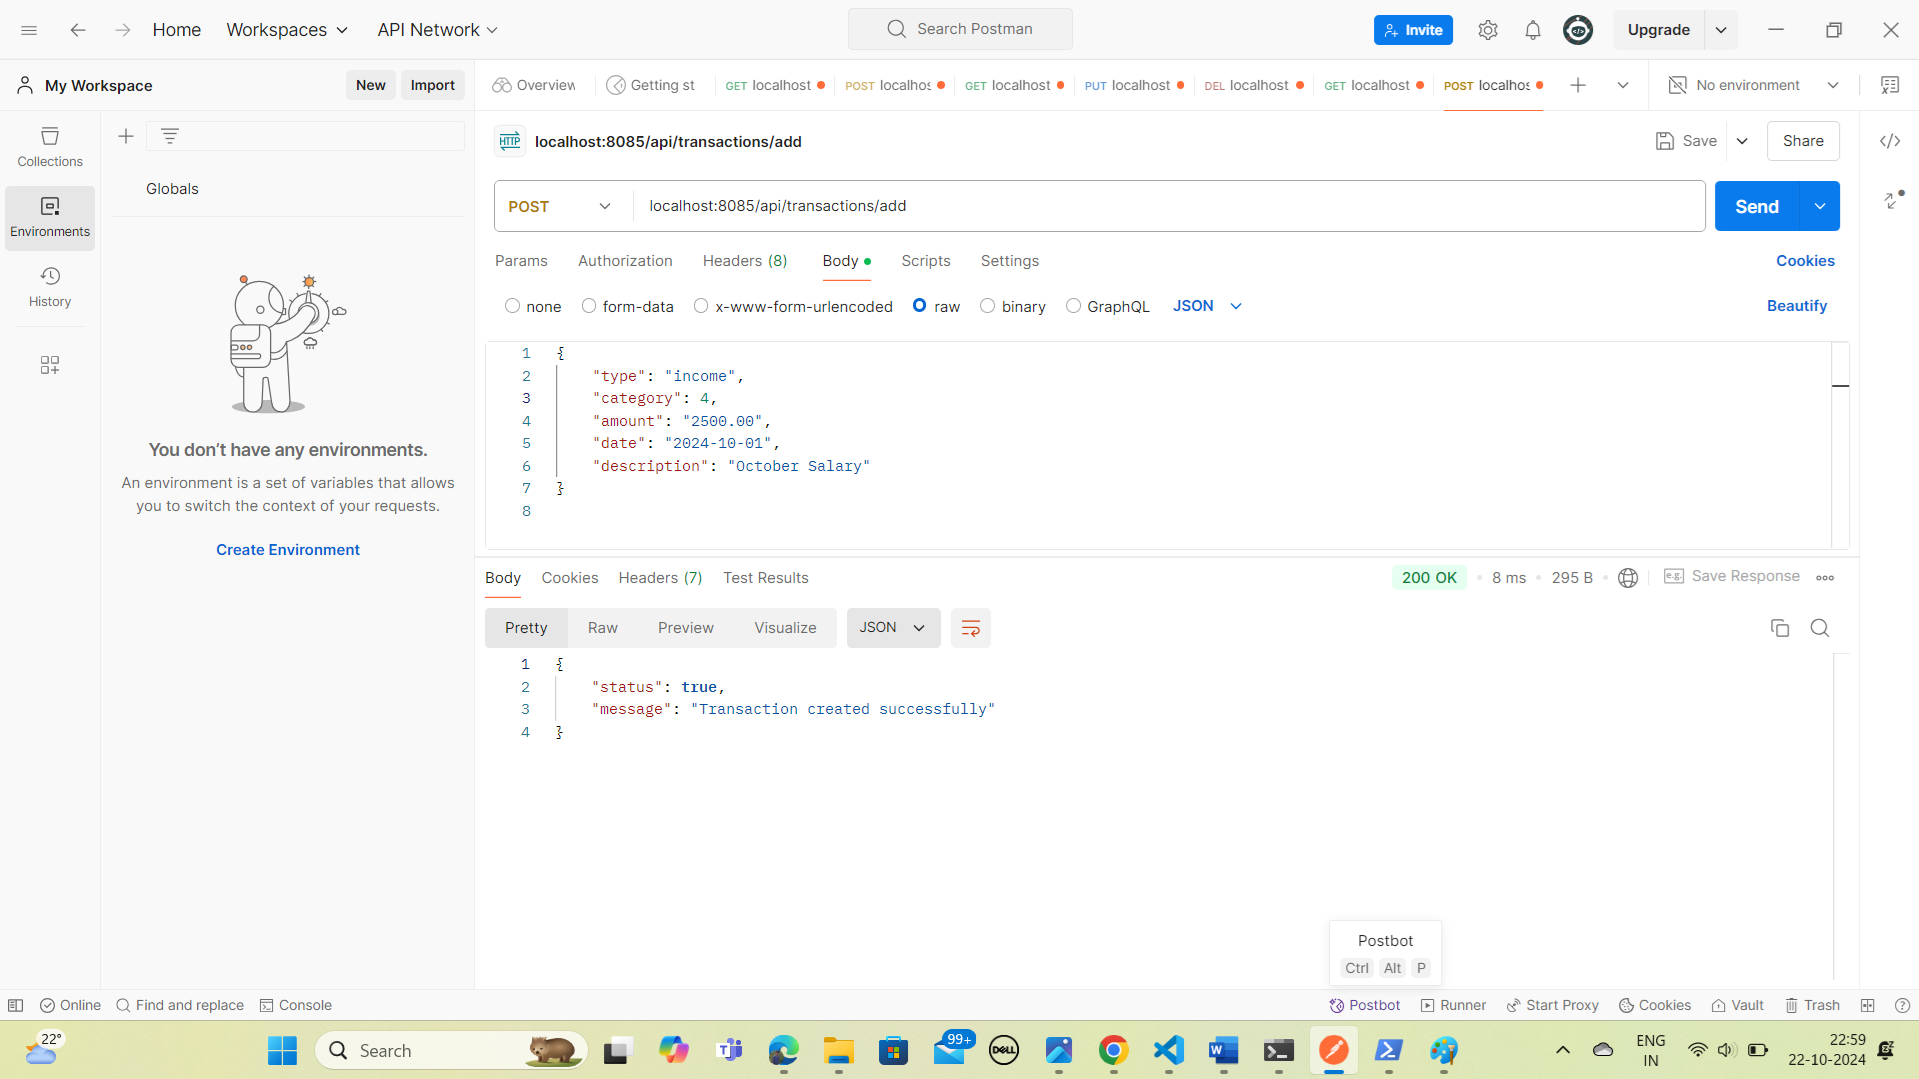 Home Workspaces API Network Search Postman Invite Upgrade
My Workspace New Import Overview Getting st GET localhost POST localhos GET localhost PUT localhost DEL localhost GET localhost POST localhos No environment
Collections
Environments
History
Globals
You don't have any environments.
An environment is a set of variables that allows
you to switch the context of your requests.
Create Environment
HTTP localhost:8085/api/transactions/add Save Share
POST localhost:8085/api/transactions/add Send
Params Authorization Headers (8) Body Scripts Settings Cookies
none form-data x-www-form-urlencoded raw binary GraphQL JSON Beautify
1 {
2 "type": "income",
3 "category": 4,
4 "amount": "2500.00",
5 "date": "2024-10-01",
6 "description": "October Salary"
7 }
8
Body Cookies Headers (7) Test Results 200 OK 8 ms 295 B e.g. Save Response
Pretty Raw Preview Visualize JSON
1 {
2 "status": true,
3 "message": "Transaction created successfully"
4 }
Postbot
Ctrl Alt P
Online Find and replace Console Postbot Runner Start Proxy Cookies Vault Trash
22° Search 99+ DELL ENG 22:59
IN 22-10-2024